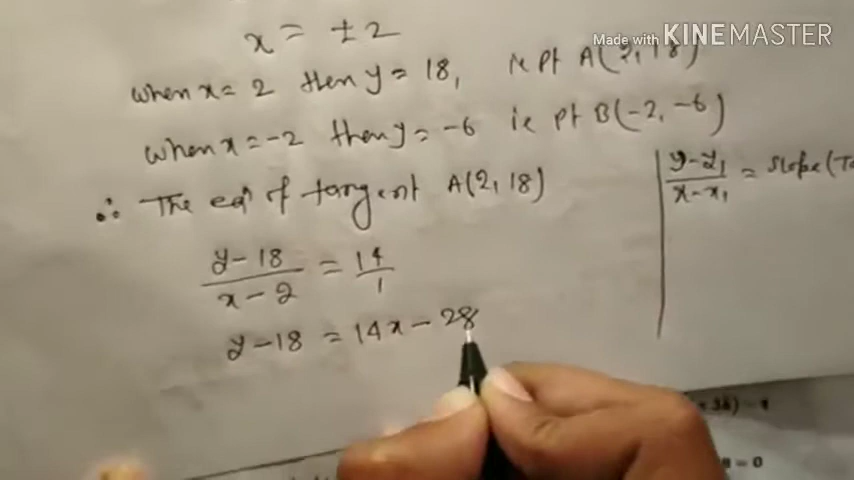 Made with KINEMASTER
x = ±2
when x = 2 then y = 18, ie pt A(2, 18)
when x = -2 then y = -6 ie pt B(-2, -6)
∴ The eqn of tangent A(2, 18)
y - 18 / x - 2 = 14 / 1
y - 18 = 14x - 28
y - y1 / x - x1 = slope (
= 0